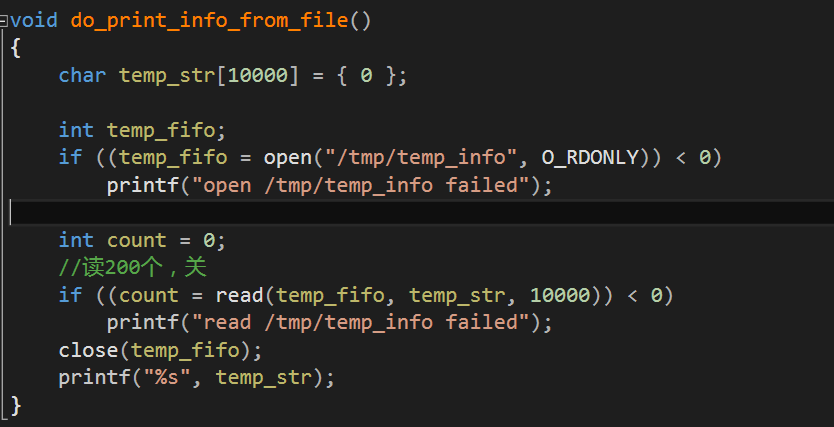 void do_print_info_from_file()
{
    char temp_str[10000] = { 0 };
    int temp_fifo;
    if ((temp_fifo = open("/tmp/temp_info", O_RDONLY)) < 0)
        printf("open /tmp/temp_info failed");
    int count = 0;
    //读200个，关
    if ((count = read(temp_fifo, temp_str, 10000)) < 0)
        printf("read /tmp/temp_info failed");
    close(temp_fifo);
    printf("%s", temp_str);
}